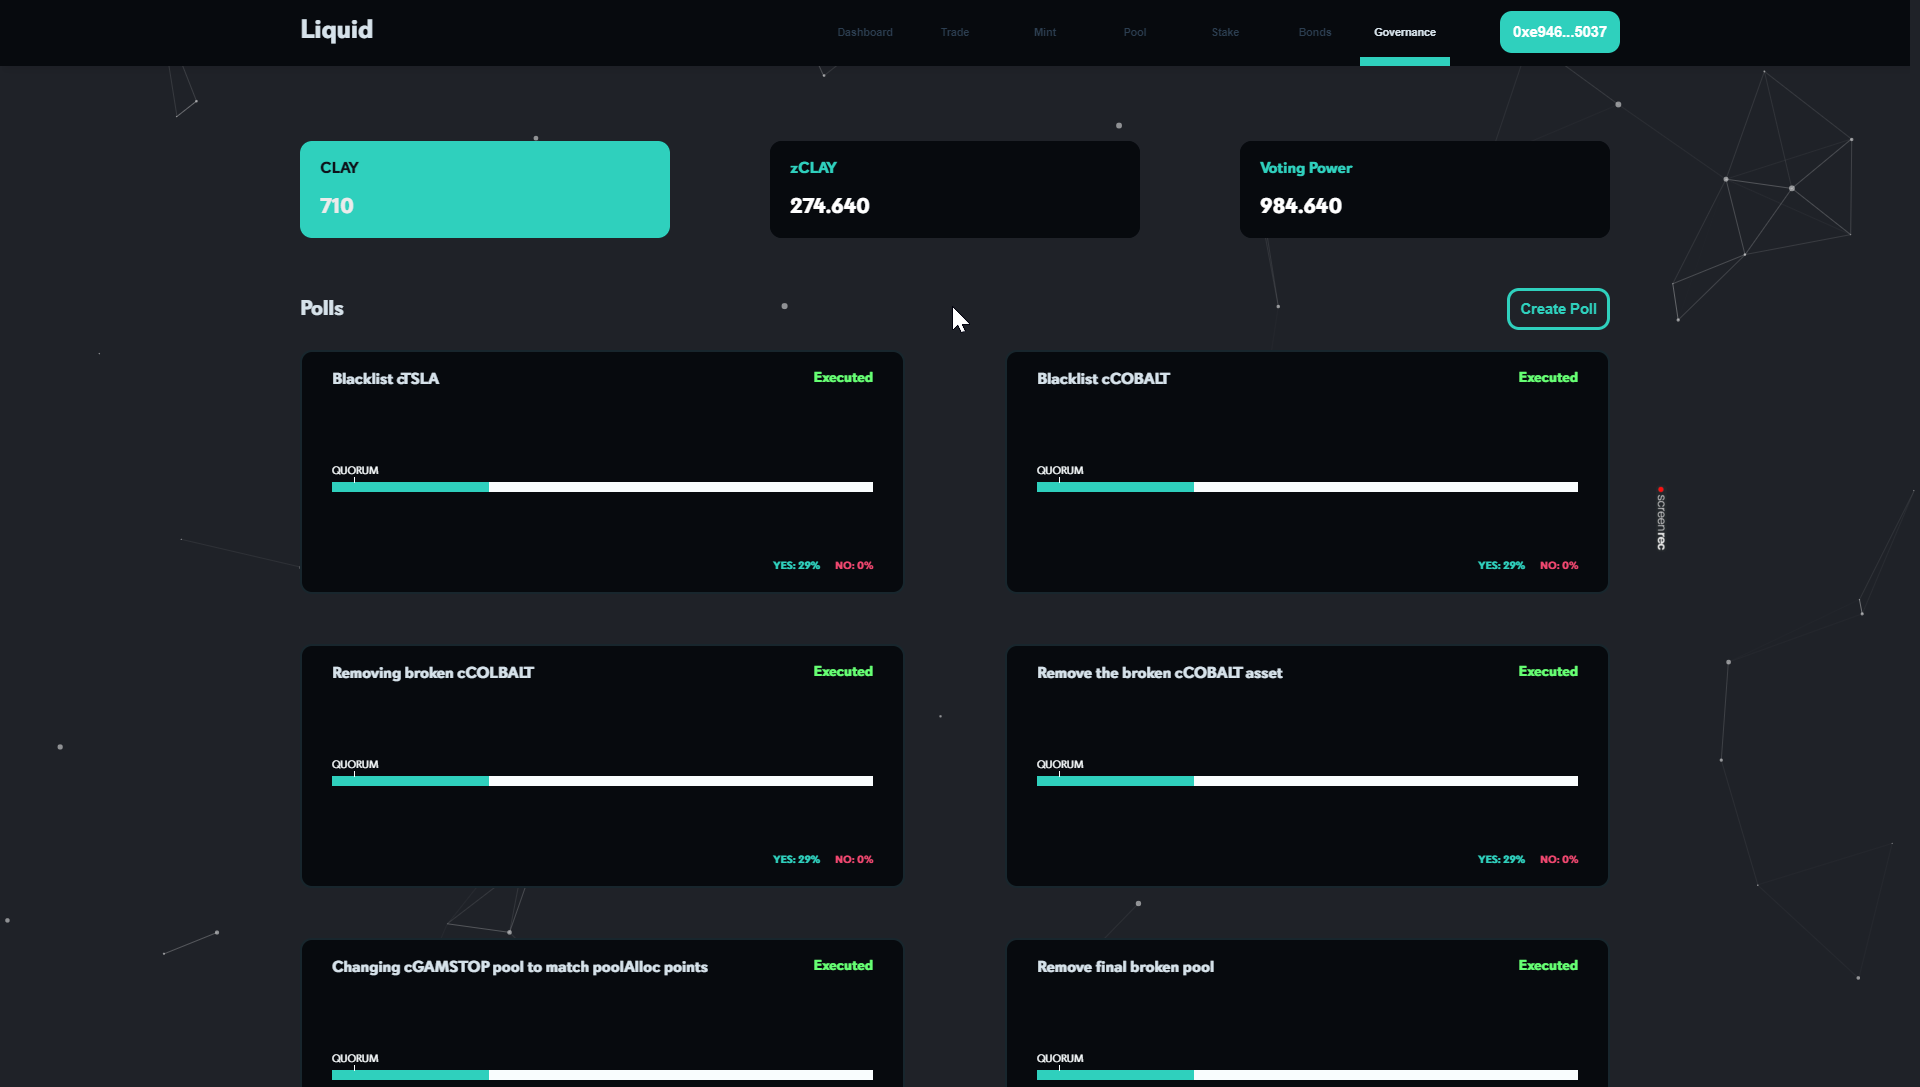 Liquid
Dashboard Trade Mint Pool Stake Bonds Governance 0xe946...5037
CLAY
710
zCLAY
274.640
Voting Power
984.640
Polls
Create Poll
Blacklist cTSLA
Executed
QUORUM
YES: 29% NO: 0%
Blacklist cCOBALT
Executed
QUORUM
YES: 29% NO: 0%
screenrec
Removing broken cCOLBALT
Executed
QUORUM
YES: 29% NO: 0%
Remove the broken cCOBALT asset
Executed
QUORUM
YES: 29% NO: 0%
Changing cGAMSTOP pool to match poolAlloc points
Executed
QUORUM
Remove final broken pool
Executed
QUORUM